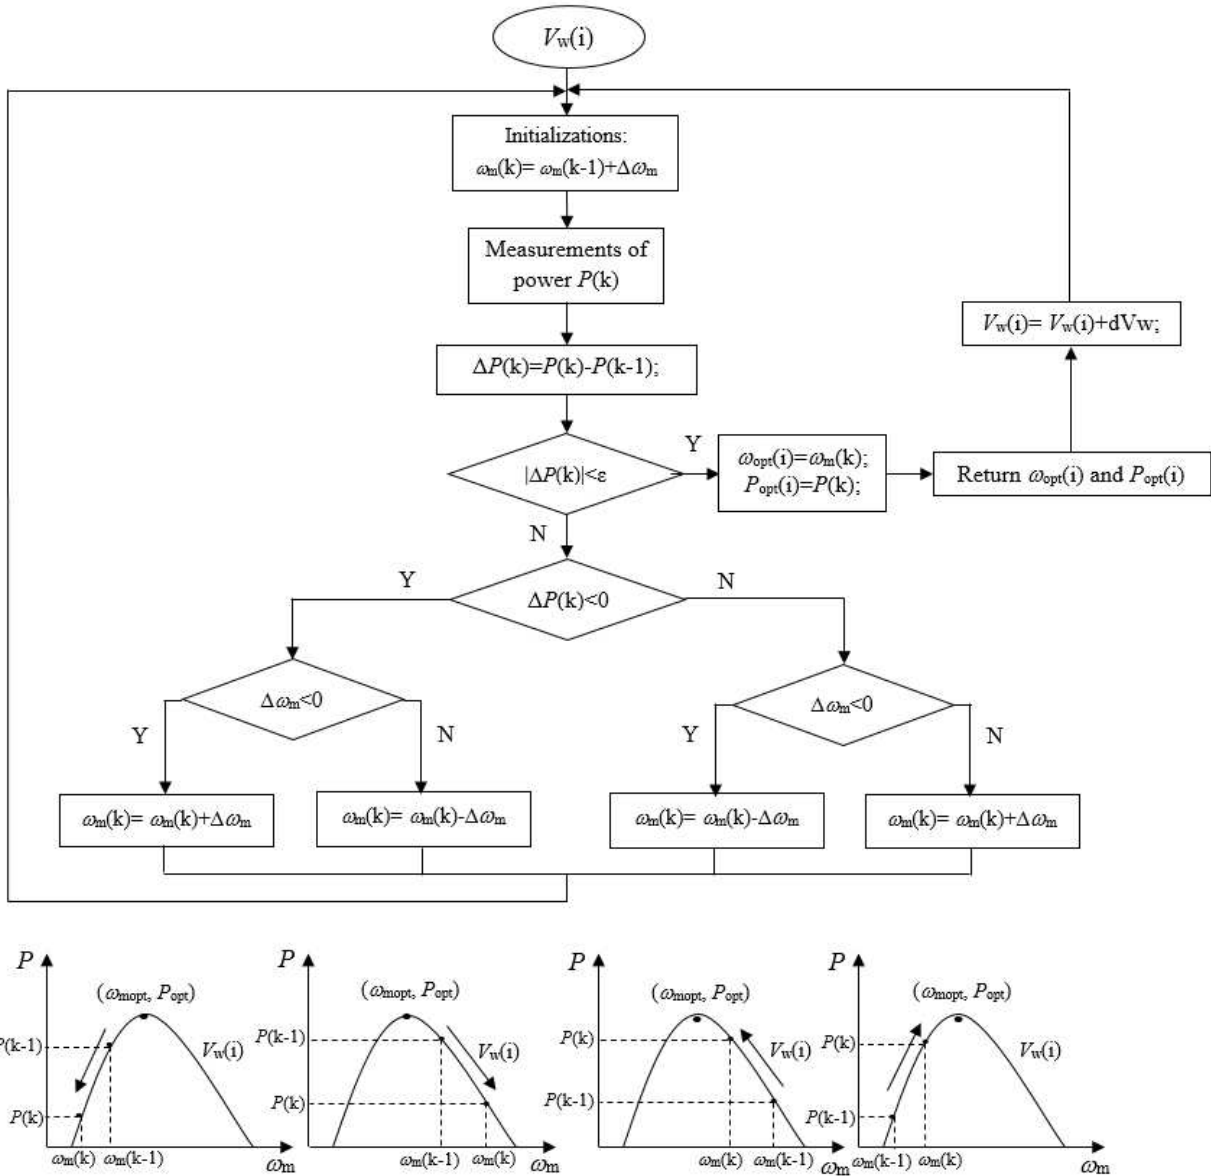 Vw(i)
Initializations:
ωm(k)= ωm(k-1)+Δωm
Measurements of
power P(k)
Vw(i)= Vw(i)+dVw;
ΔP(k)=P(k)-P(k-1);
Y
|ΔP(k)|<ε
ωopt(i)=ωm(k);
Popt(i)=P(k);
Return ωopt(i) and Popt(i)
N
Y
N
ΔP(k)<0
Δωm<0
Δωm<0
Y
N
Y
N
ωm(k)= ωm(k)+Δωm
ωm(k)= ωm(k)-Δωm
ωm(k)= ωm(k)-Δωm
ωm(k)= ωm(k)+Δωm
P
(ωmopt, Popt)
P(k-1)
Vw(i)
P(k)
ωm(k)
ωm(k-1)
ωm
P
(ωmopt, Popt)
P(k-1)
Vw(i)
P(k)
ωm(k-1)
ωm(k)
ωm
P
(ωmopt, Popt)
P(k)
Vw(i)
P(k-1)
ωm(k)
ωm(k-1)
ωm
P
(ωmopt, Popt)
P(k)
Vw(i)
P(k-1)
ωm(k-1)
ωm(k)
ωm